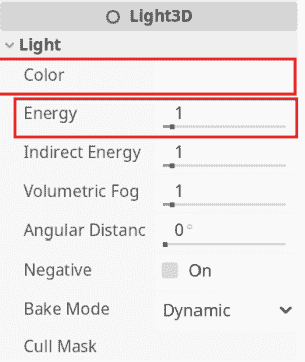 Light3D
Light
Color
Energy 1
Indirect Energy 1
Volumetric Fog 1
Angular Distanc 0 °
Negative On
Bake Mode Dynamic
Cull Mask